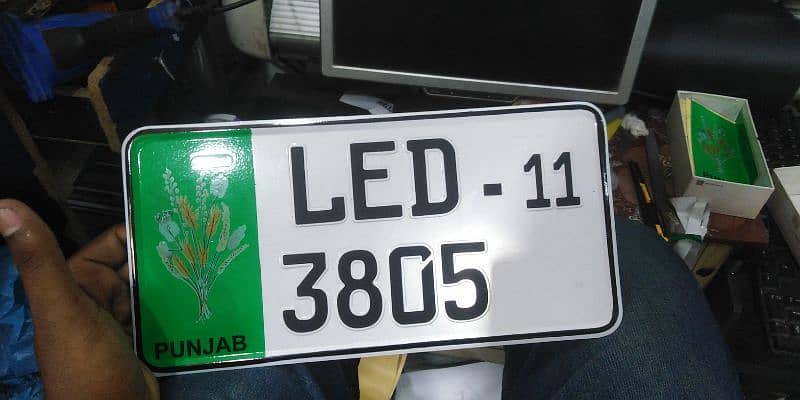 LED - 11
3805
PUNJAB